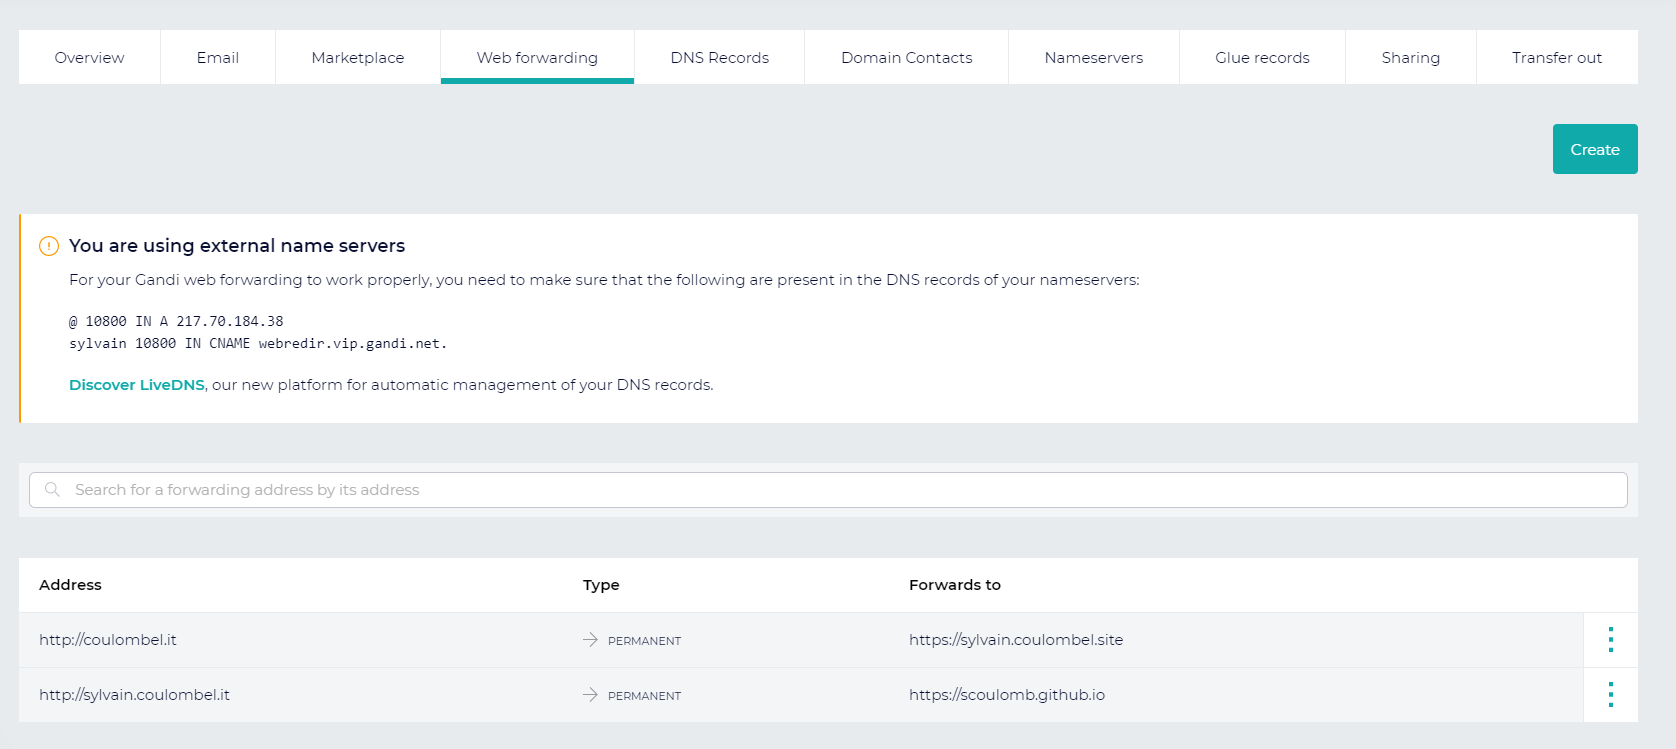 Overview Email Marketplace Web forwarding DNS Records Domain Contacts Nameservers Glue records Sharing Transfer out
Create
You are using external name servers
For your Gandi web forwarding to work properly, you need to make sure that the following are present in the DNS records of your nameservers:
@ 10800 IN A 217.70.184.38
sylvain 10800 IN CNAME webredir.vip.gandi.net.
Discover LiveDNS, our new platform for automatic management of your DNS records.
Search for a forwarding address by its address
Address Type Forwards to
http://coulombel.it PERMANENT https://sylvain.coulombel.site
http://sylvain.coulombel.it PERMANENT https://scoulomb.github.io